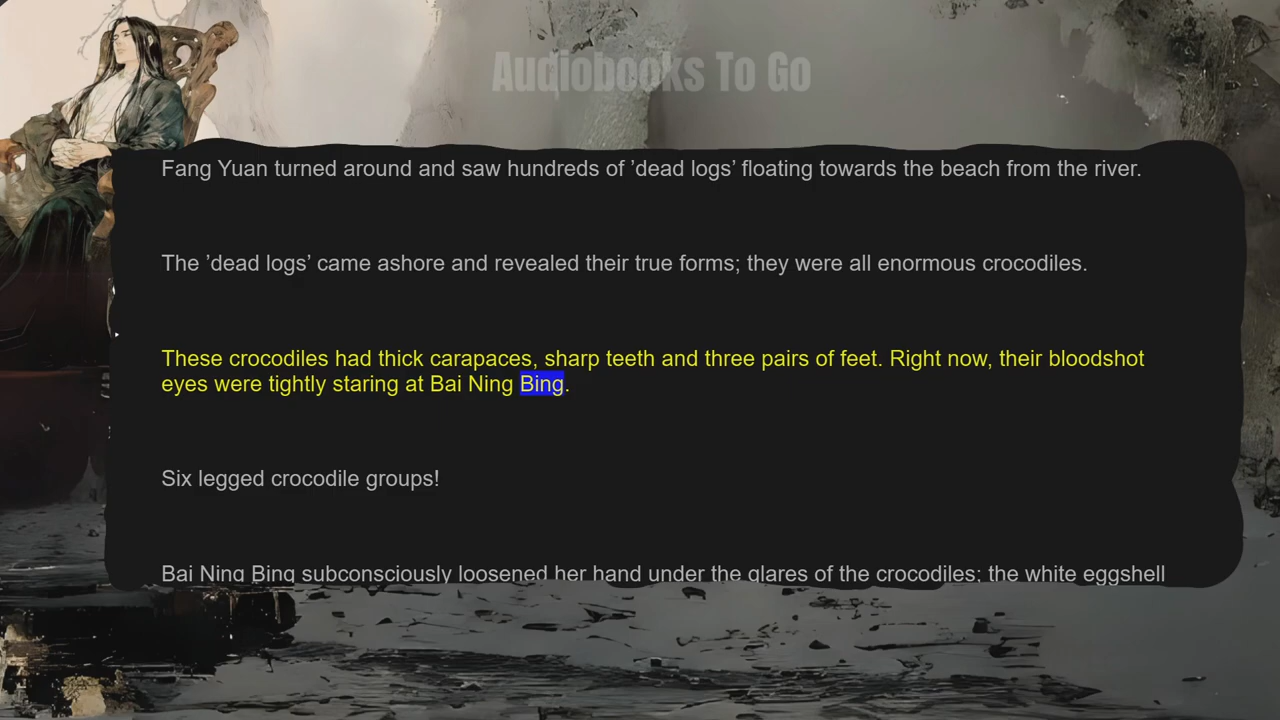 Audiobooks To Go
Fang Yuan turned around and saw hundreds of ’dead logs’ floating towards the beach from the river.
The ’dead logs’ came ashore and revealed their true forms; they were all enormous crocodiles.
These crocodiles had thick carapaces, sharp teeth and three pairs of feet. Right now, their bloodshot
eyes were tightly staring at Bai Ning Bing.
Six legged crocodile groups!
Bai Ning Bing subconsciously loosened her hand under the glares of the crocodiles; the white eggshell